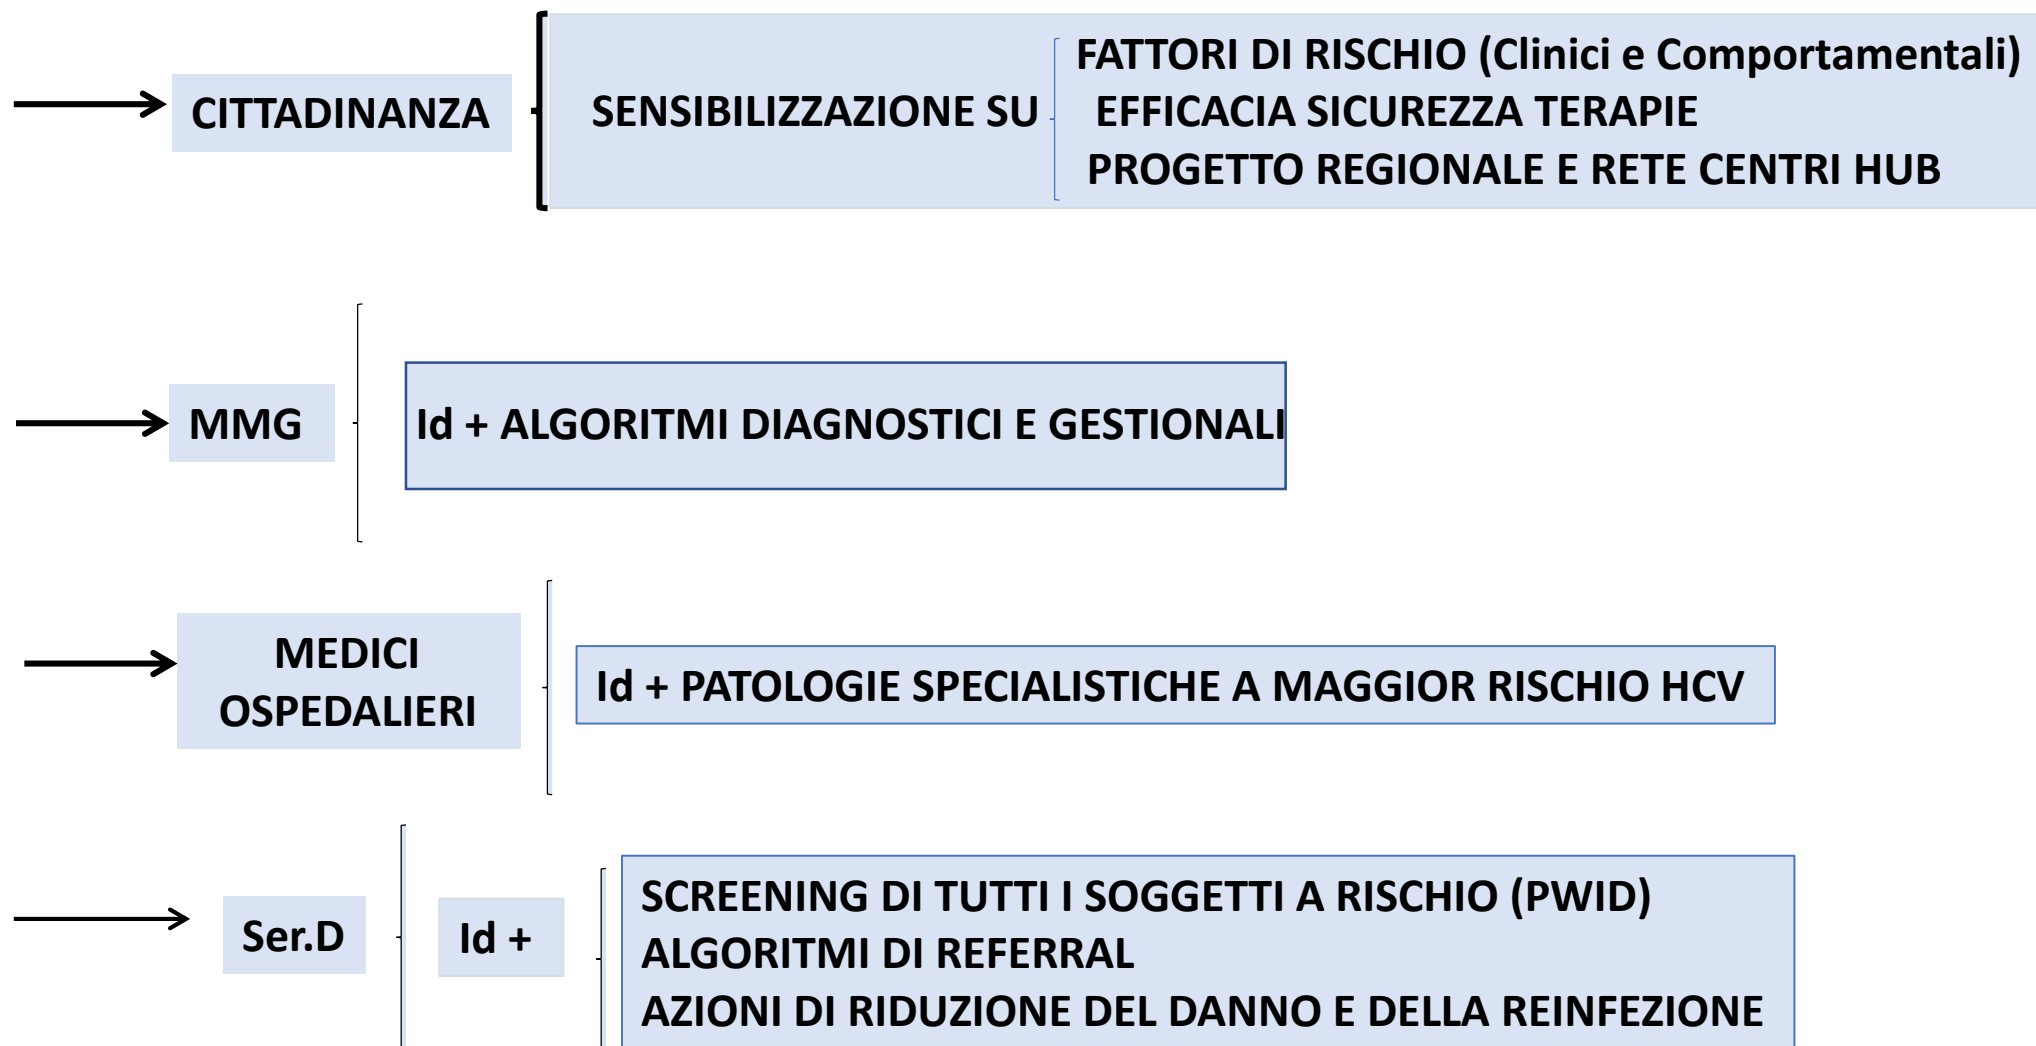 CITTADINANZA
SENSIBILIZZAZIONE SU
FATTORI DI RISCHIO (Clinici e Comportamentali)
EFFICACIA SICUREZZA TERAPIE
PROGETTO REGIONALE E RETE CENTRI HUB
MMG
Id + ALGORITMI DIAGNOSTICI E GESTIONALI
MEDICI
OSPEDALIERI
Id + PATOLOGIE SPECIALISTICHE A MAGGIOR RISCHIO HCV
Ser.D
Id +
SCREENING DI TUTTI I SOGGETTI A RISCHIO (PWID)
ALGORITMI DI REFERRAL
AZIONI DI RIDUZIONE DEL DANNO E DELLA REINFEZIONE